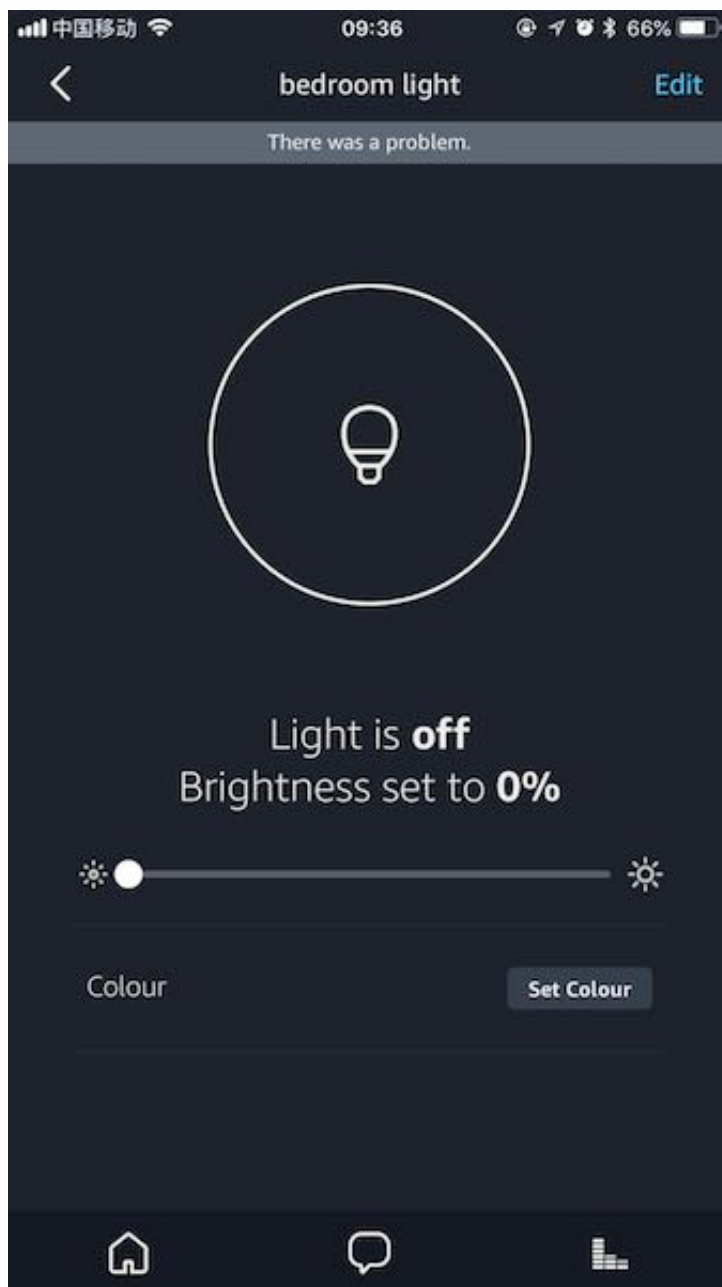 中国移动 09:36 66%
bedroom light Edit
There was a problem.
Light is off
Brightness set to 0%
Colour Set Colour